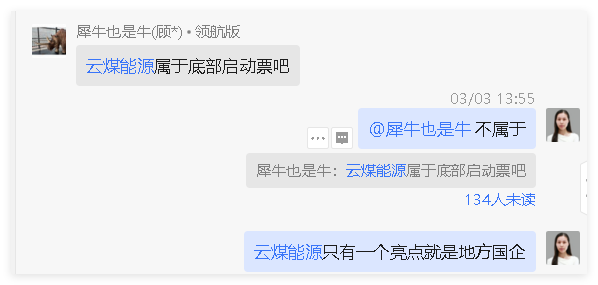 犀牛也是牛(顾*) • 领航版
云煤能源属于底部启动票吧
03/03 13:55
@犀牛也是牛 不属于
犀牛也是牛：云煤能源属于底部启动票吧
134人未读
云煤能源只有一个亮点就是地方国企